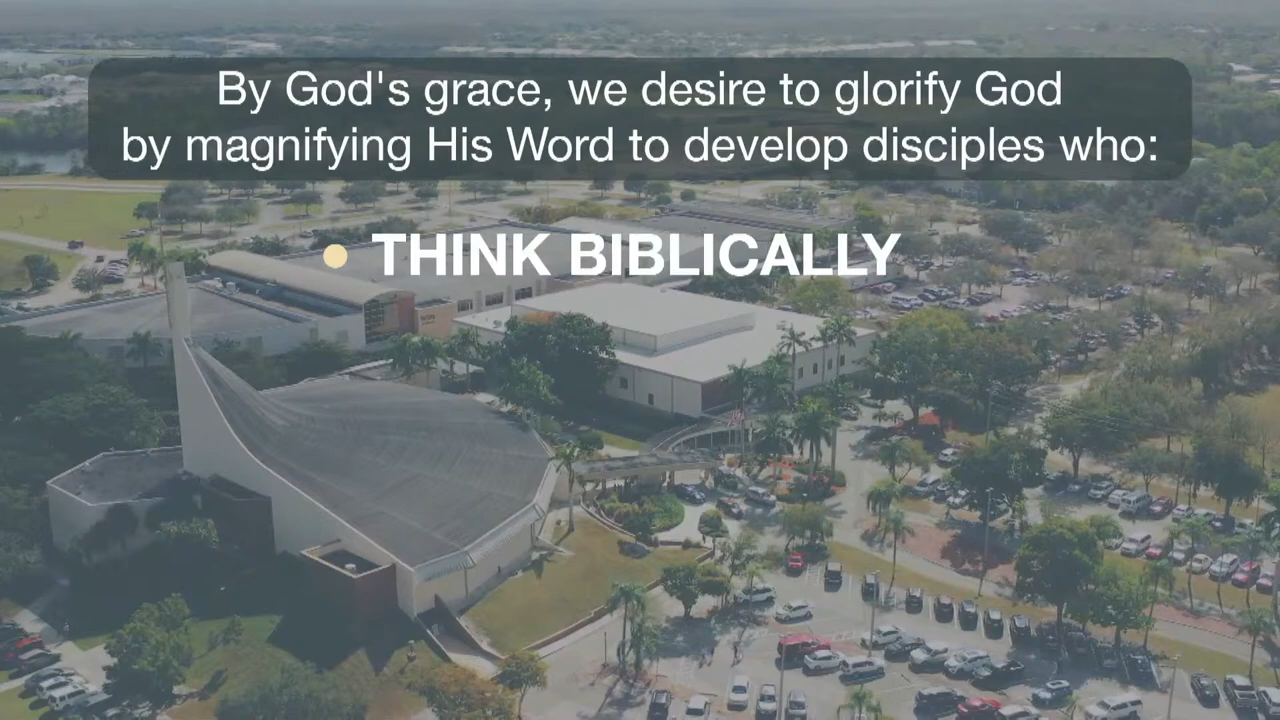 By God's grace, we desire to glorify God
by magnifying His Word to develop disciples who:
• THINK BIBLICALLY